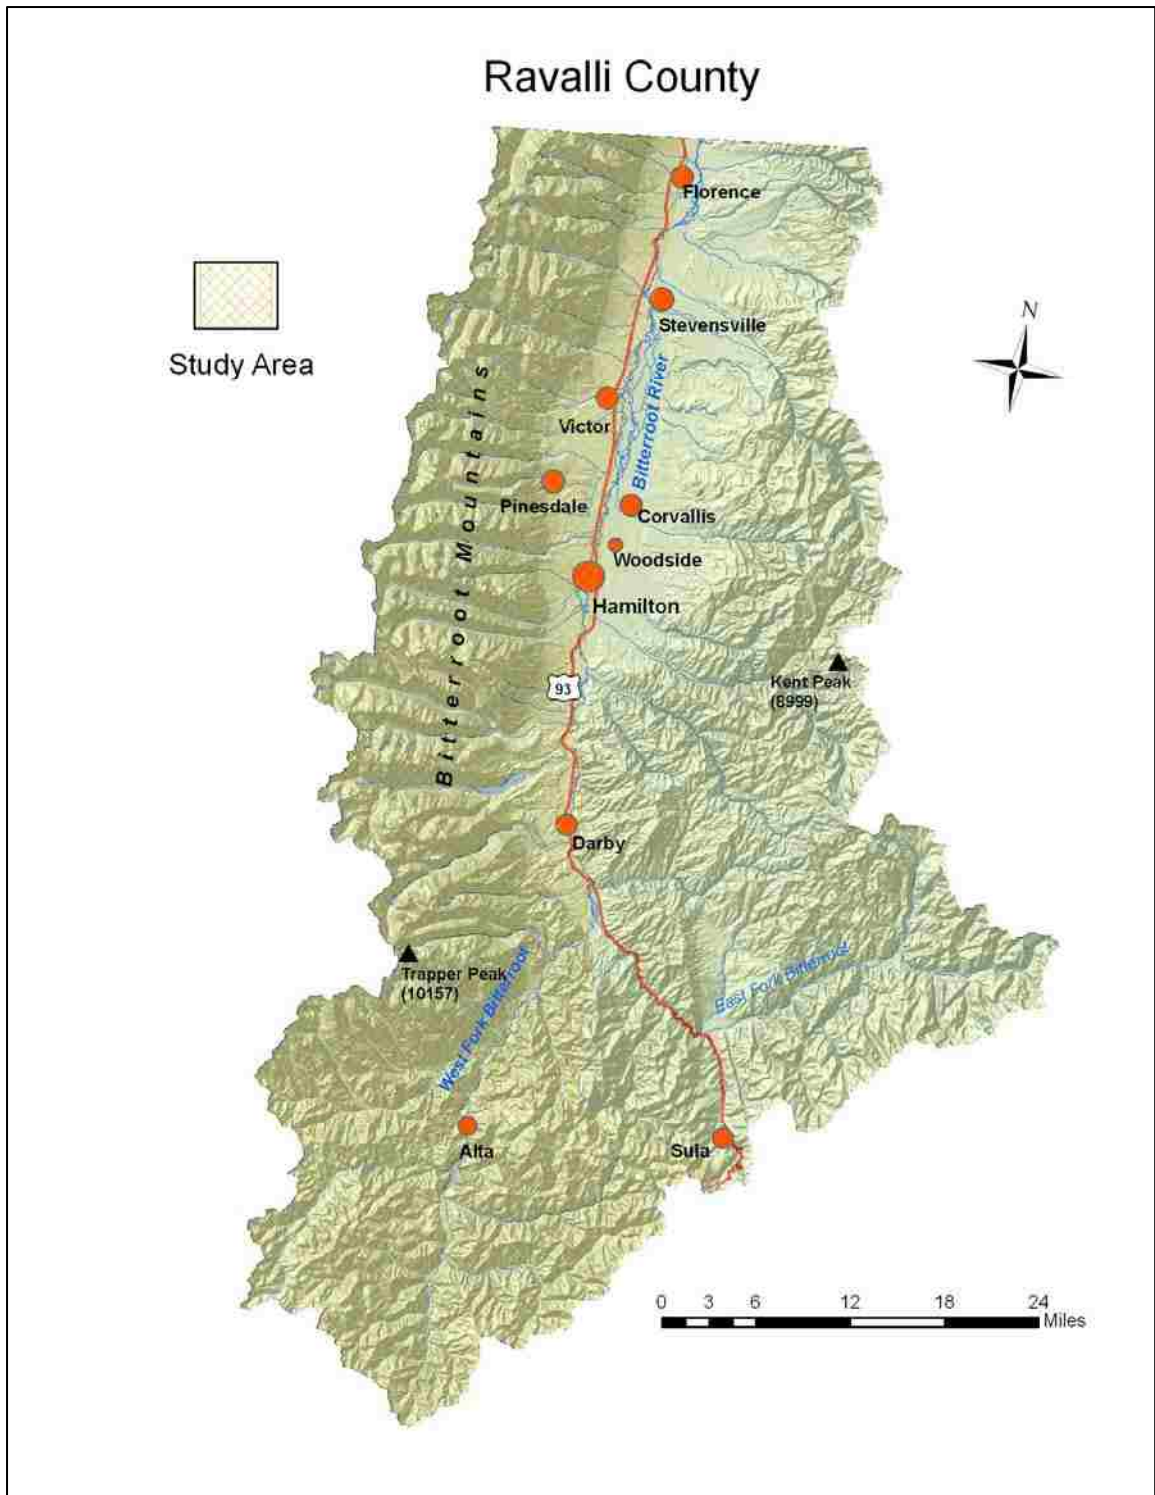 Ravalli County
Florence
Study Area
Stevensville
N
Bitterroot River
Victor
Bitterroot Mountains
Pinesdale
Corvallis
Woodside
Hamilton
Kent Peak
(8999)
93
Darby
Trapper Peak
(10157)
West Fork Bitterroot
East Fork Bitterroot
Alta
Sula
0 3 6 12 18 24
Miles